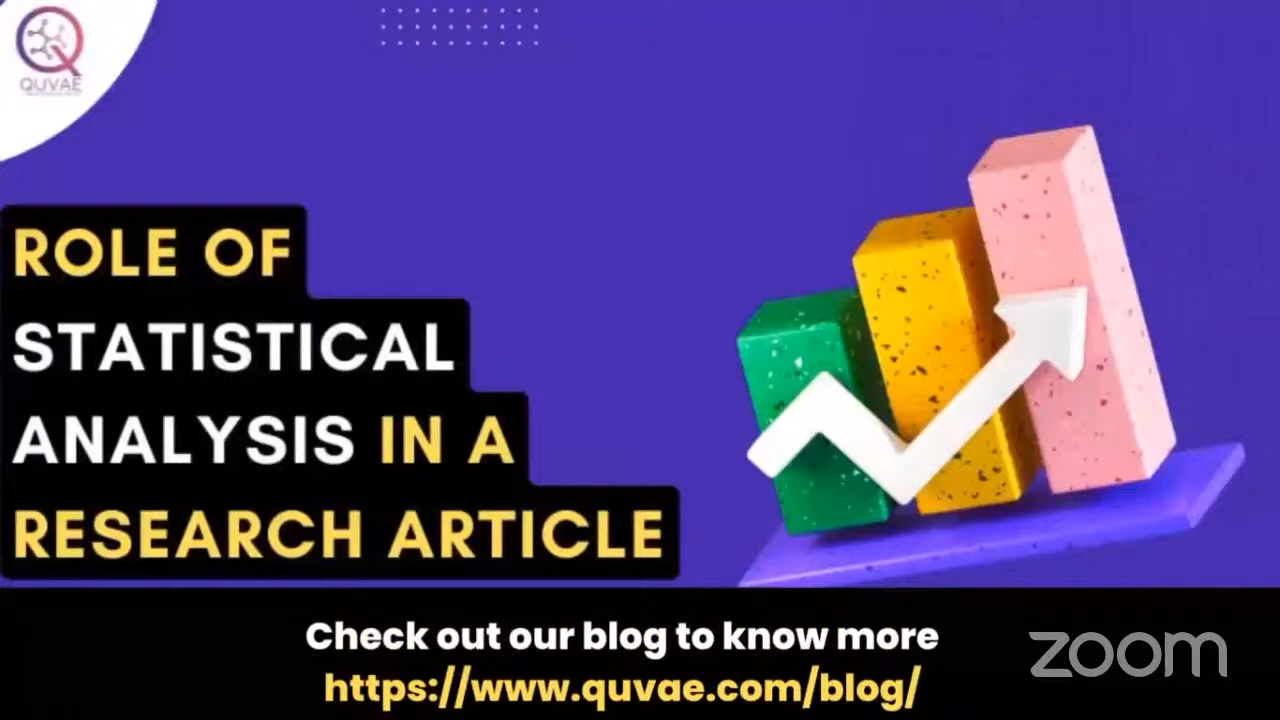 QUVAE
ROLE OF
STATISTICAL
ANALYSIS IN A
RESEARCH ARTICLE
Check out our blog to know more
https://www.quvae.com/blog/
zoom